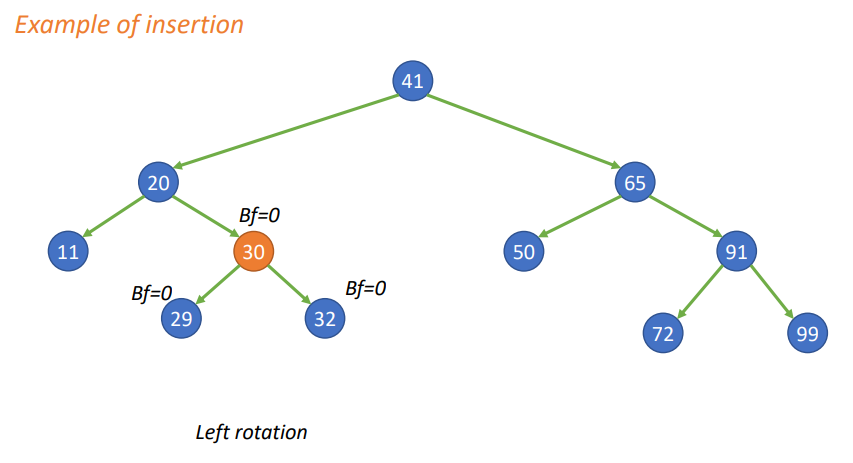 Example of insertion
41
20
65
Bf=0
11
30
50
91
Bf=0
Bf=0
29
32
72
99
Left rotation